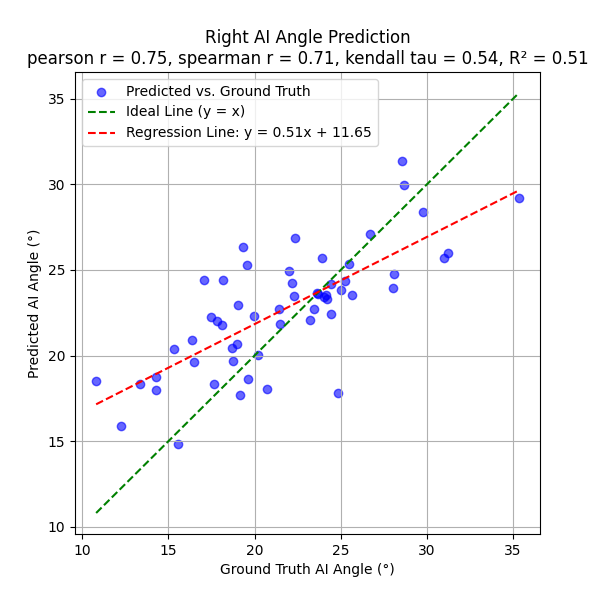 Right AI Angle Prediction
pearson r = 0.75, spearman r = 0.71, kendall tau = 0.54, R² = 0.51
Predicted vs. Ground Truth
Ideal Line (y = x)
Regression Line: y = 0.51x + 11.65
Predicted AI Angle (°)
35
30
25
20
15
10
10 15 20 25 30 35
Ground Truth AI Angle (°)